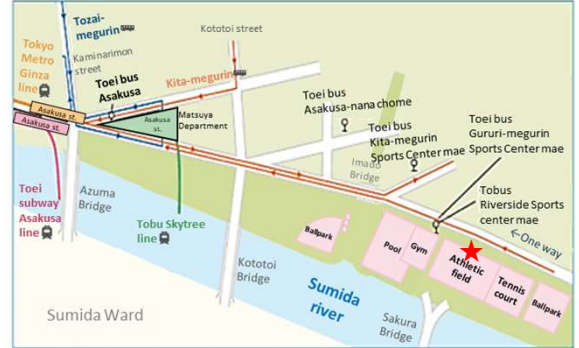 Tozai-
megurin
Kototoi street
Tokyo
Metro
Ginza
line
Kaminarimon
street
Toei bus
Asakusa
Kita-megurin
Asakusa st.
Asakusa st.
Asakusa
st.
Matsuya
Department
Toei bus
Asakusa-nana chome
Toei bus
Kita-megurin
Sports Center mae
Toei bus
Gururi-megurin
Sports Center mae
Imado
Bridge
Tobus
Riverside Sports
center mae
Toei
subway
Asakusa
line
Azuma
Bridge
Tobu Skytree
line
Kototoi
Bridge
←One way
Ballpark
Pool
Gym
Athletic
field
Tennis
court
Ballpark
Sumida
river
Sakura
Bridge
Sumida Ward